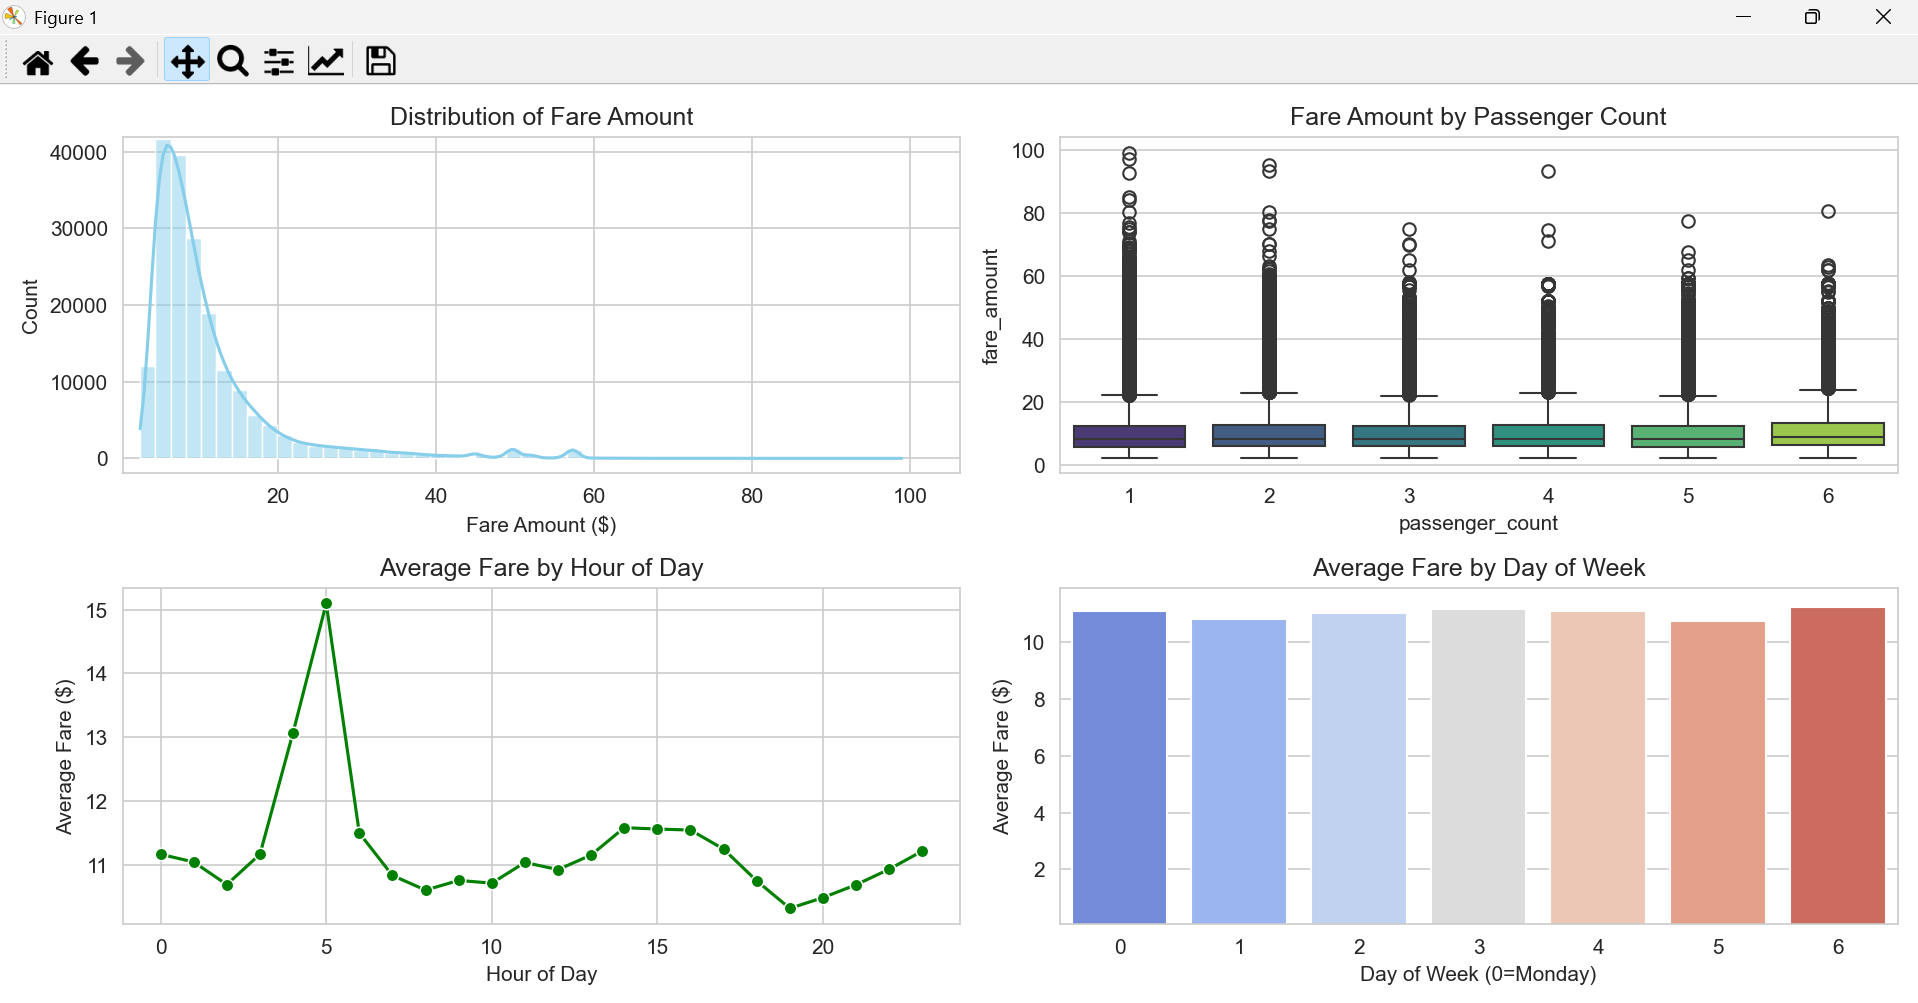 Figure 1
Distribution of Fare Amount
40000
30000
20000
10000
0
Count
20 40 60 80 100
Fare Amount ($)
Fare Amount by Passenger Count
100
80
60
40
20
0
fare_amount
1 2 3 4 5 6
passenger_count
Average Fare by Hour of Day
15
14
13
12
11
Average Fare ($)
0 5 10 15 20
Hour of Day
Average Fare by Day of Week
10
8
6
4
2
Average Fare ($)
0 1 2 3 4 5 6
Day of Week (0=Monday)